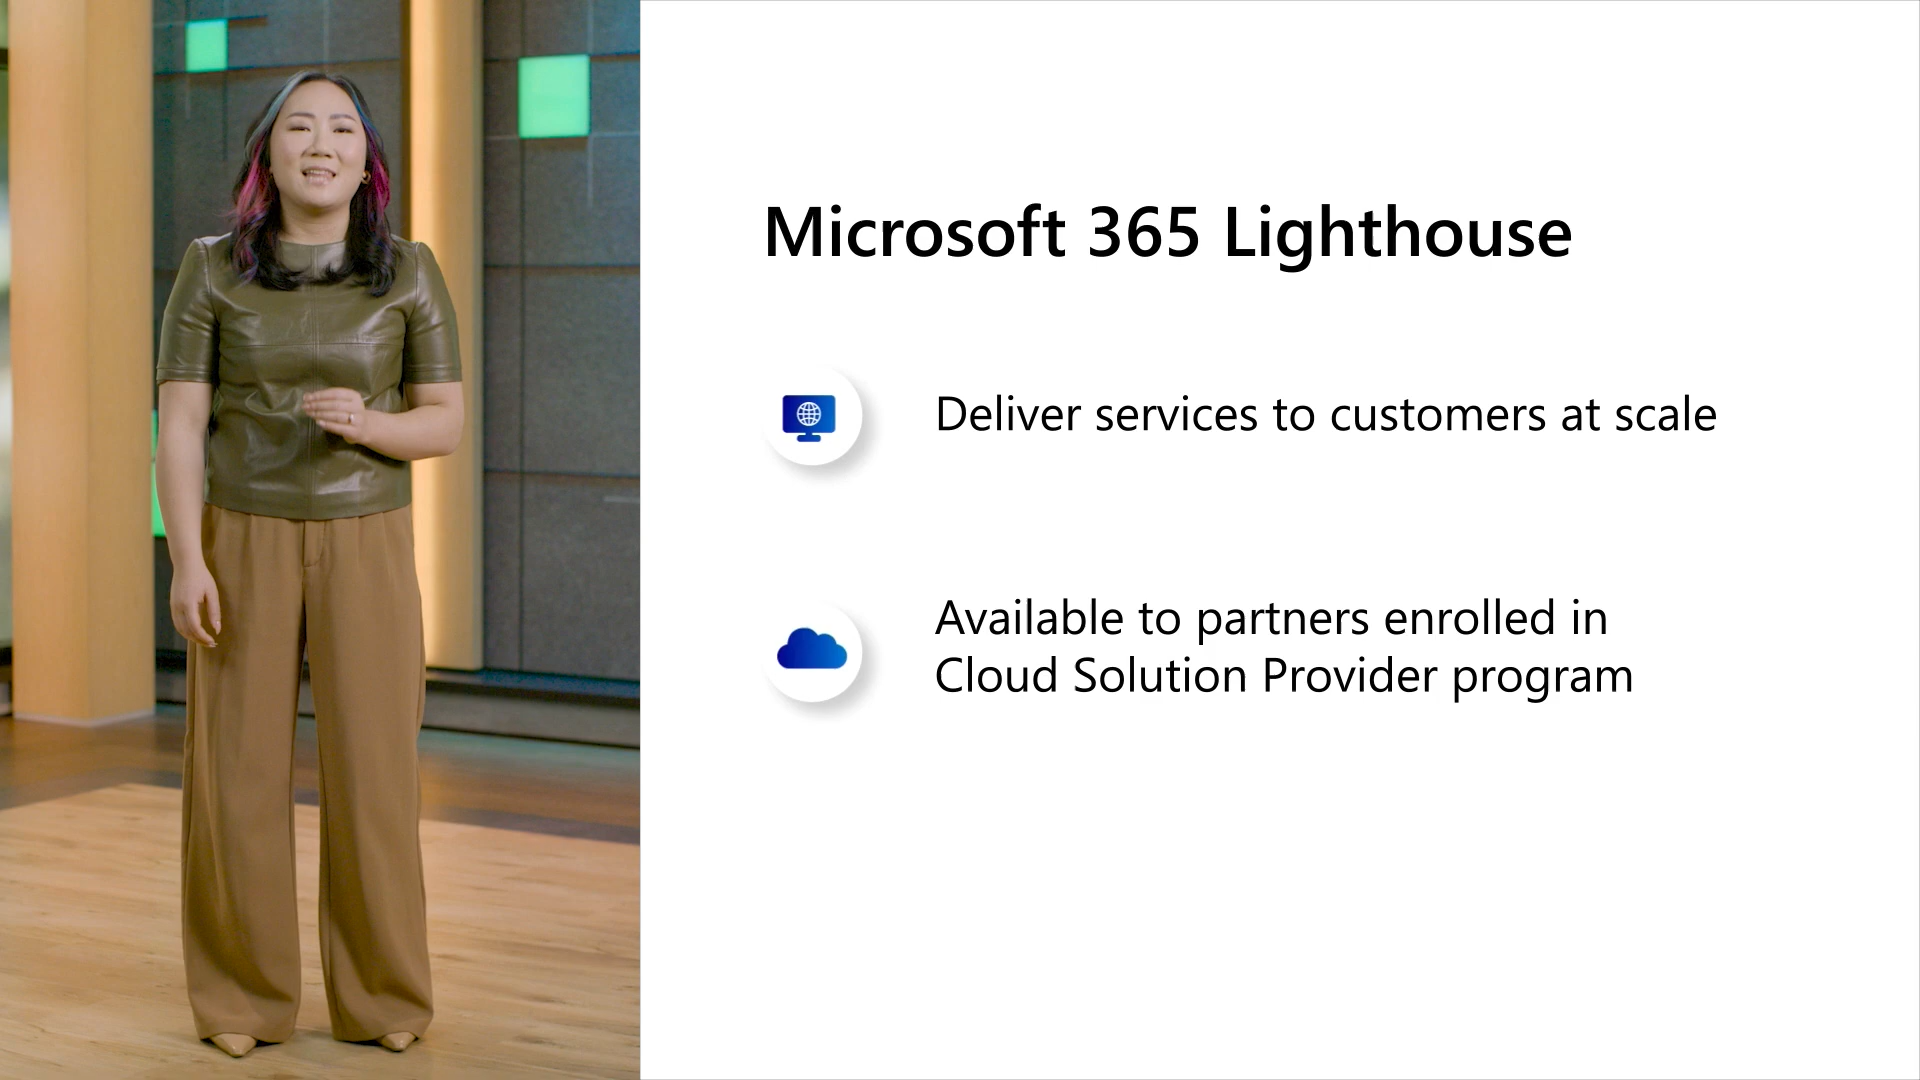 Microsoft 365 Lighthouse
Deliver services to customers at scale
Available to partners enrolled in
Cloud Solution Provider program